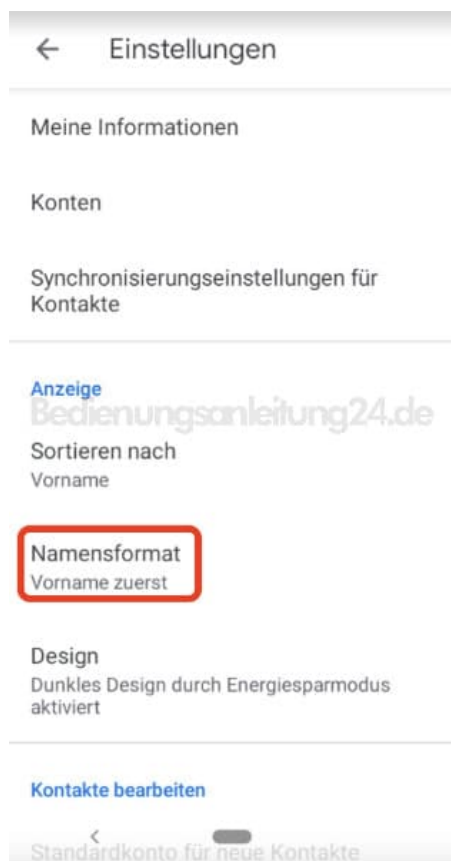 Einstellungen
Meine Informationen
Konten
Synchronisierungseinstellungen für
Kontakte
Anzeige
Bedienungsanleitung24.de
Sortieren nach
Vorname
Namensformat
Vorname zuerst
Design
Dunkles Design durch Energiesparmodus
aktiviert
Kontakte bearbeiten
Standardkonto für neue Kontakte